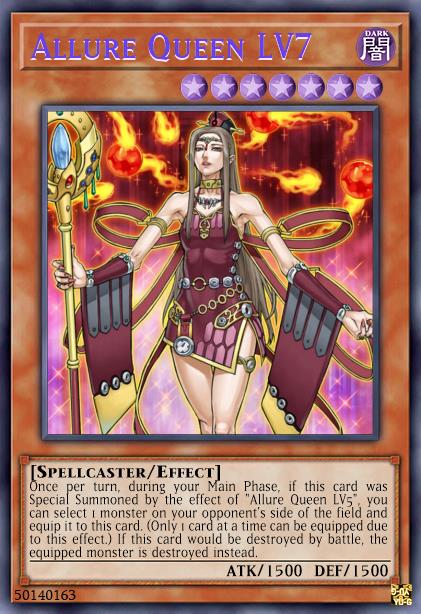 Allure Queen LV7
DARK
闇
[Spellcaster/Effect]
Once per turn, during your Main Phase, if this card was
Special Summoned by the effect of "Allure Queen LV5", you
can select 1 monster on your opponent's side of the field and
equip it to this card. (Only 1 card at a time can be equipped due
to this effect.) If this card would be destroyed by battle, the
equipped monster is destroyed instead.
ATK/1500 DEF/1500
50140163